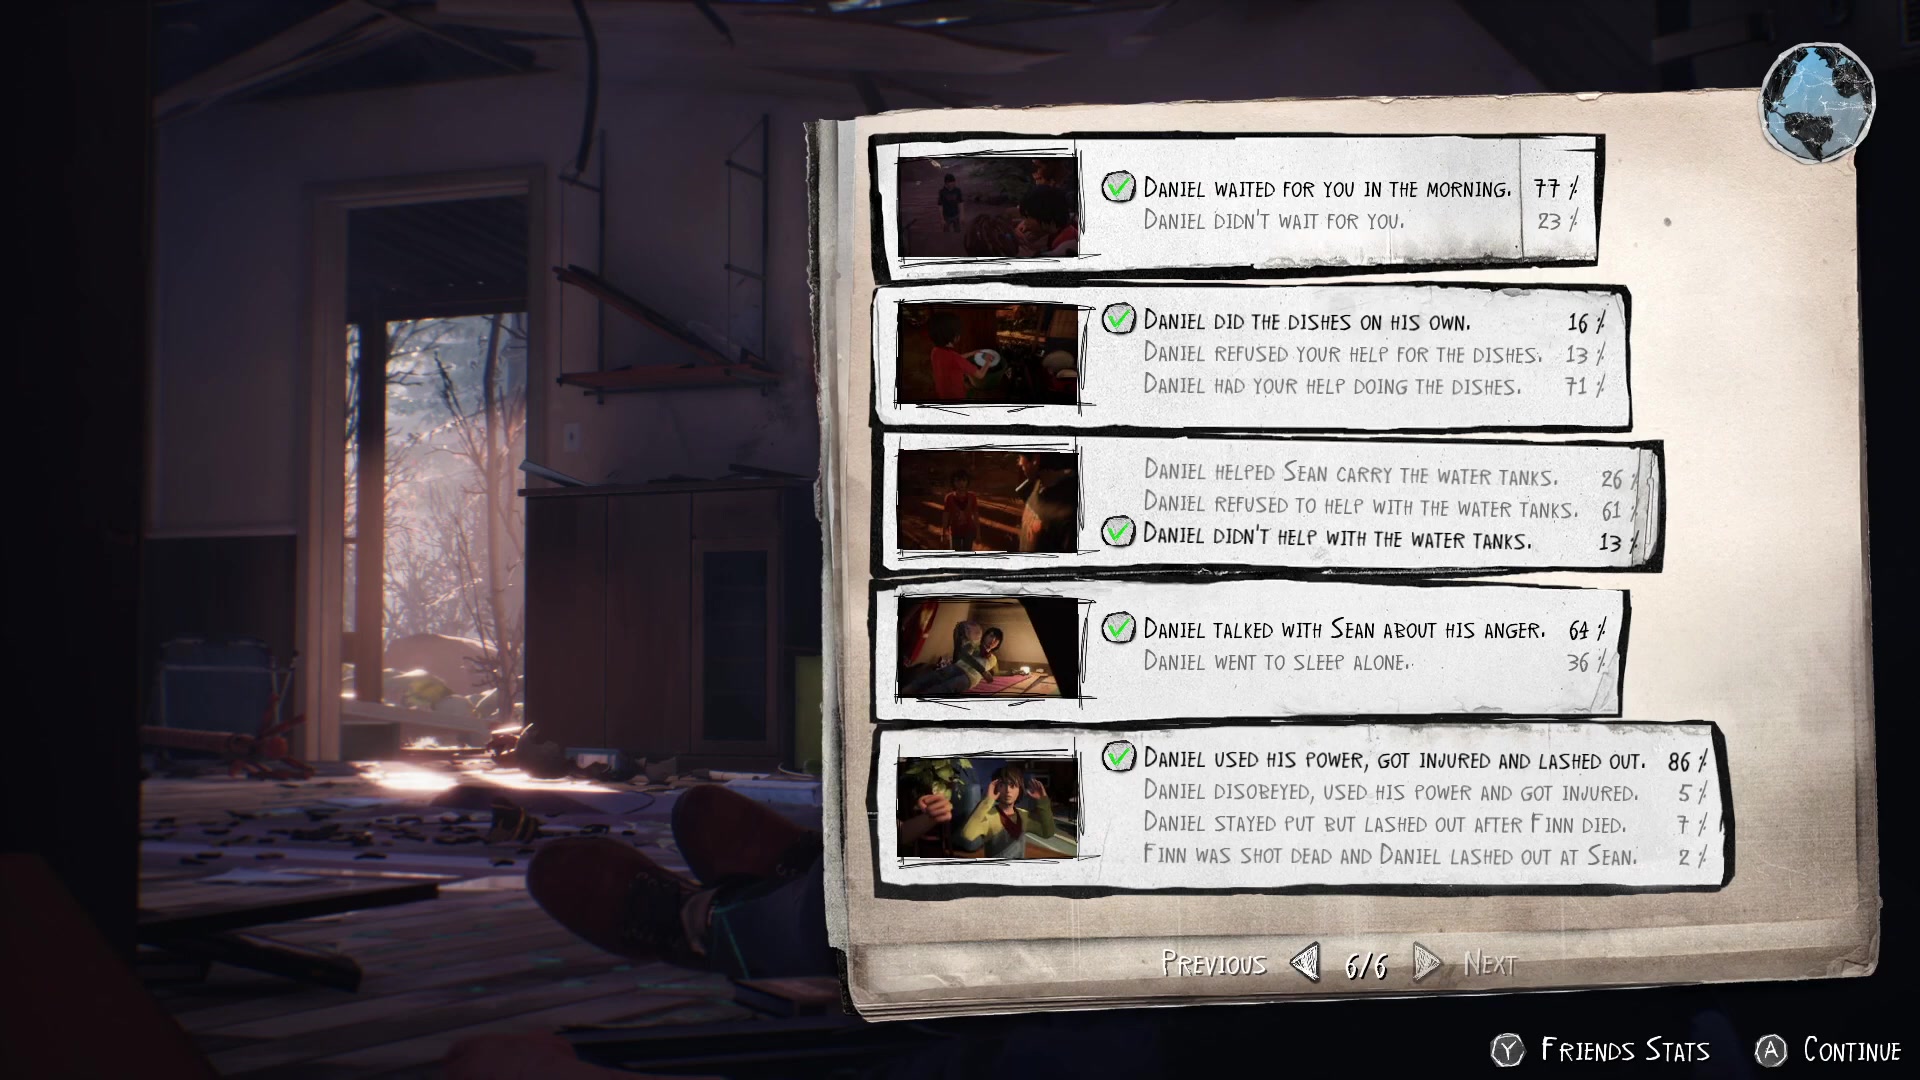 Daniel waited for you in the morning. 77 %
Daniel didn't wait for you. 23 %
Daniel did the dishes on his own. 16 %
Daniel refused your help for the dishes. 13 %
Daniel had your help doing the dishes. 71 %
Daniel helped Sean carry the water tanks. 26 %
Daniel refused to help with the water tanks. 61 %
Daniel didn't help with the water tanks. 13 %
Daniel talked with Sean about his anger. 64 %
Daniel went to sleep alone. 36 %
Daniel used his power, got injured and lashed out. 86 %
Daniel disobeyed, used his power and got injured. 5 %
Daniel stayed put but lashed out after Finn died. 7 %
Finn was shot dead and Daniel lashed out at Sean. 2 %
Previous 6/6 Next
Y Friends Stats A Continue